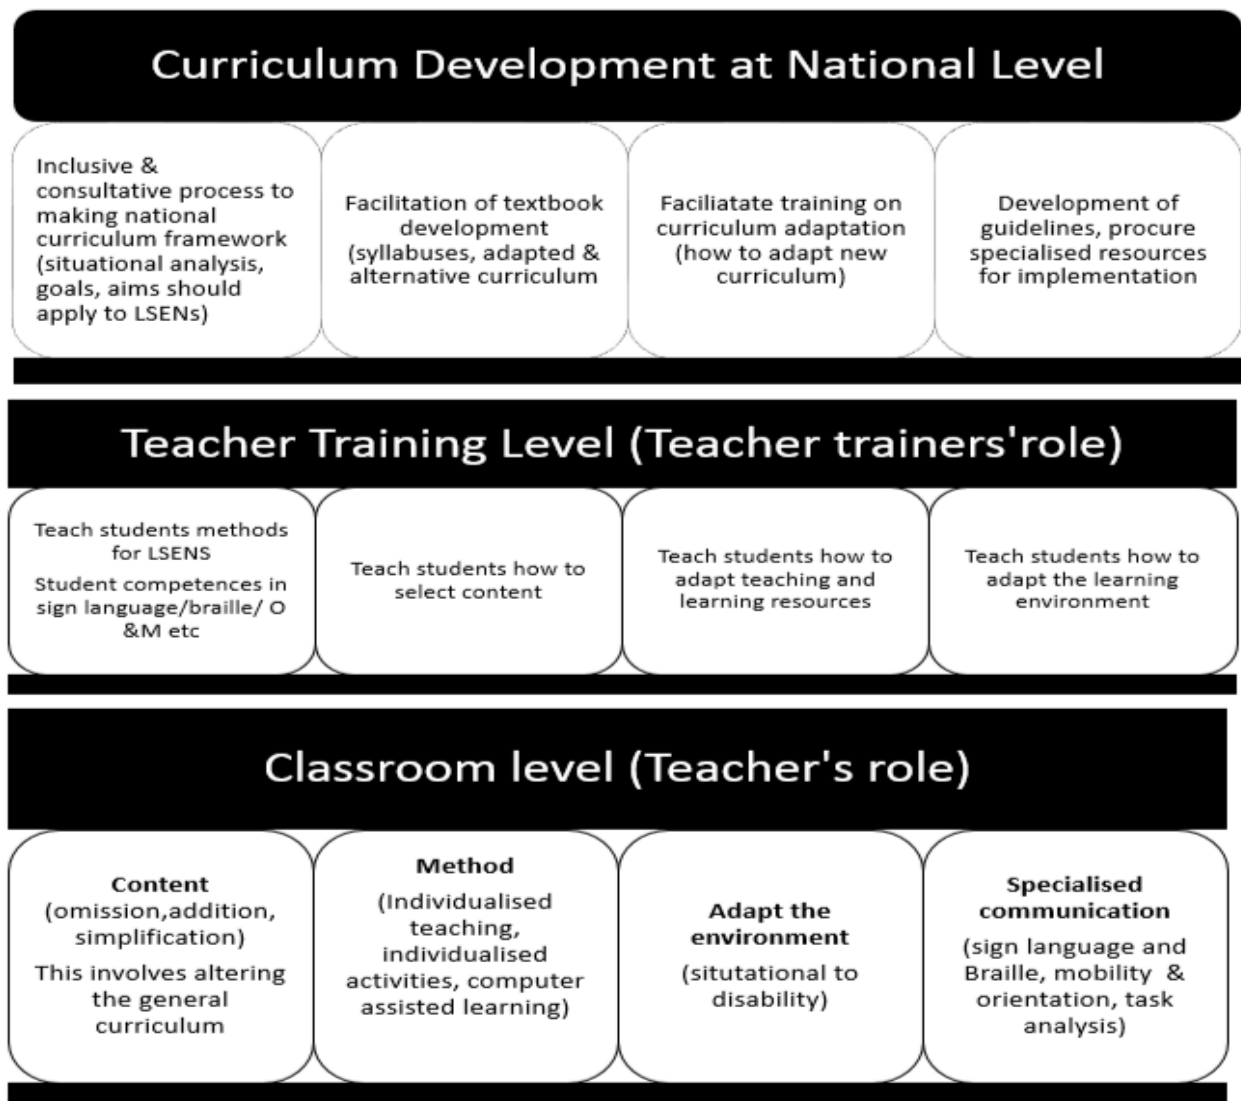 Curriculum Development at National Level
Inclusive &
consultative process to
making national
curriculum framework
(situational analysis,
goals, aims should
apply to LSENs)
Facilitation of textbook
development
(syllabuses, adapted &
alternative curriculum
Faciliatate training on
curriculum adaptation
(how to adapt new
curriculum)
Development of
guidelines, procure
specialised resources
for implementation
Teacher Training Level (Teacher trainers'role)
Teach students methods
for LSENS
Student competences in
sign language/braille/ O
&M etc
Teach students how to
select content
Teach students how to
adapt teaching and
learning resources
Teach students how to
adapt the learning
environment
Classroom level (Teacher's role)
Content
(omission,addition,
simplification)
This involves altering
the general
curriculum
Method
(Individualised
teaching,
individualised
activities, computer
assisted learning)
Adapt the
environment
(situtational to
disability)
Specialised
communication
(sign language and
Braille, mobility  &
orientation, task
analysis)